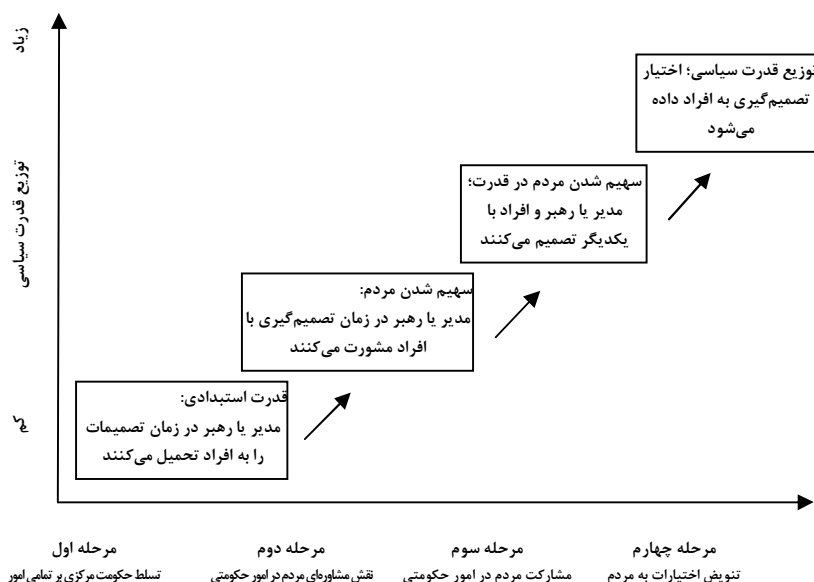 زیاد
توزیع قدرت سیاسی
کم
توزیع قدرت سیاسی؛ اختیار
تصمیم‌گیری به افراد داده
می‌شود
سهیم شدن مردم در قدرت؛
مدیر یا رهبر و افراد با
یکدیگر تصمیم می‌کنند
سهیم شدن مردم:
مدیر یا رهبر در زمان تصمیم‌گیری با
افراد مشورت می‌کنند
قدرت استبدادی:
مدیر یا رهبر در زمان تصمیمات
را به افراد تحمیل می‌کنند
مرحله اول
تسلط حکومت مرکزی بر تمامی امور
مرحله دوم
نقش مشاوره‌ای مردم در امور حکومتی
مرحله سوم
مشارکت مردم در امور حکومتی
مرحله چهارم
تنویض اختیارات به مردم